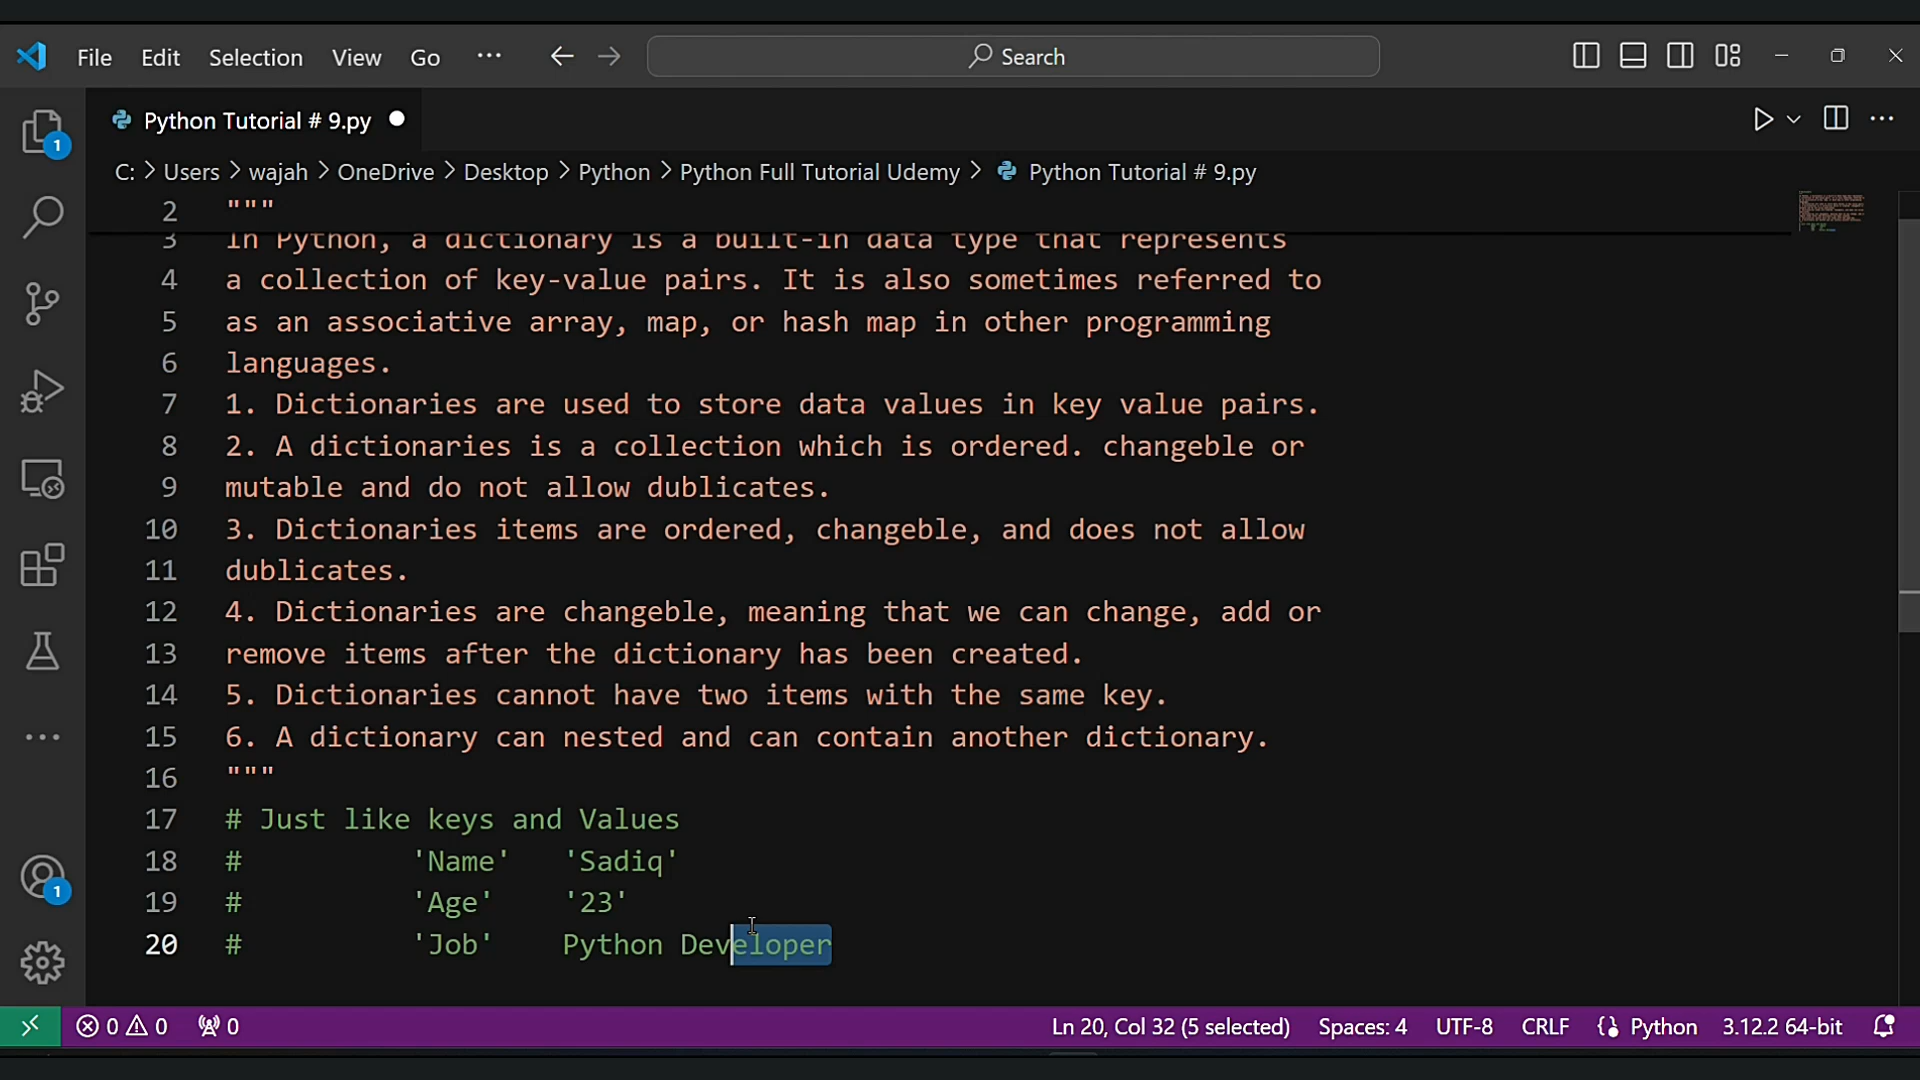 File Edit Selection View Go ··· Search
1
Python Tutorial # 9.py
C: > Users > wajah > OneDrive > Desktop > Python > Python Full Tutorial Udemy > Python Tutorial # 9.py
2 """
3 In Python, a dictionary is a built-in data type that represents
4 a collection of key-value pairs. It is also sometimes referred to
5 as an associative array, map, or hash map in other programming
6 languages.
7 1. Dictionaries are used to store data values in key value pairs.
8 2. A dictionaries is a collection which is ordered. changeble or
9 mutable and do not allow dublicates.
10 3. Dictionaries items are ordered, changeble, and does not allow
11 dublicates.
12 4. Dictionaries are changeble, meaning that we can change, add or
13 remove items after the dictionary has been created.
14 5. Dictionaries cannot have two items with the same key.
15 6. A dictionary can nested and can contain another dictionary.
16 """
17 # Just like keys and Values
18 # 'Name' 'Sadiq'
19 # 'Age' '23'
20 # 'Job' Python Developer
1
0 0 0 Ln 20, Col 32 (5 selected) Spaces: 4 UTF-8 CRLF Python 3.12.2 64-bit